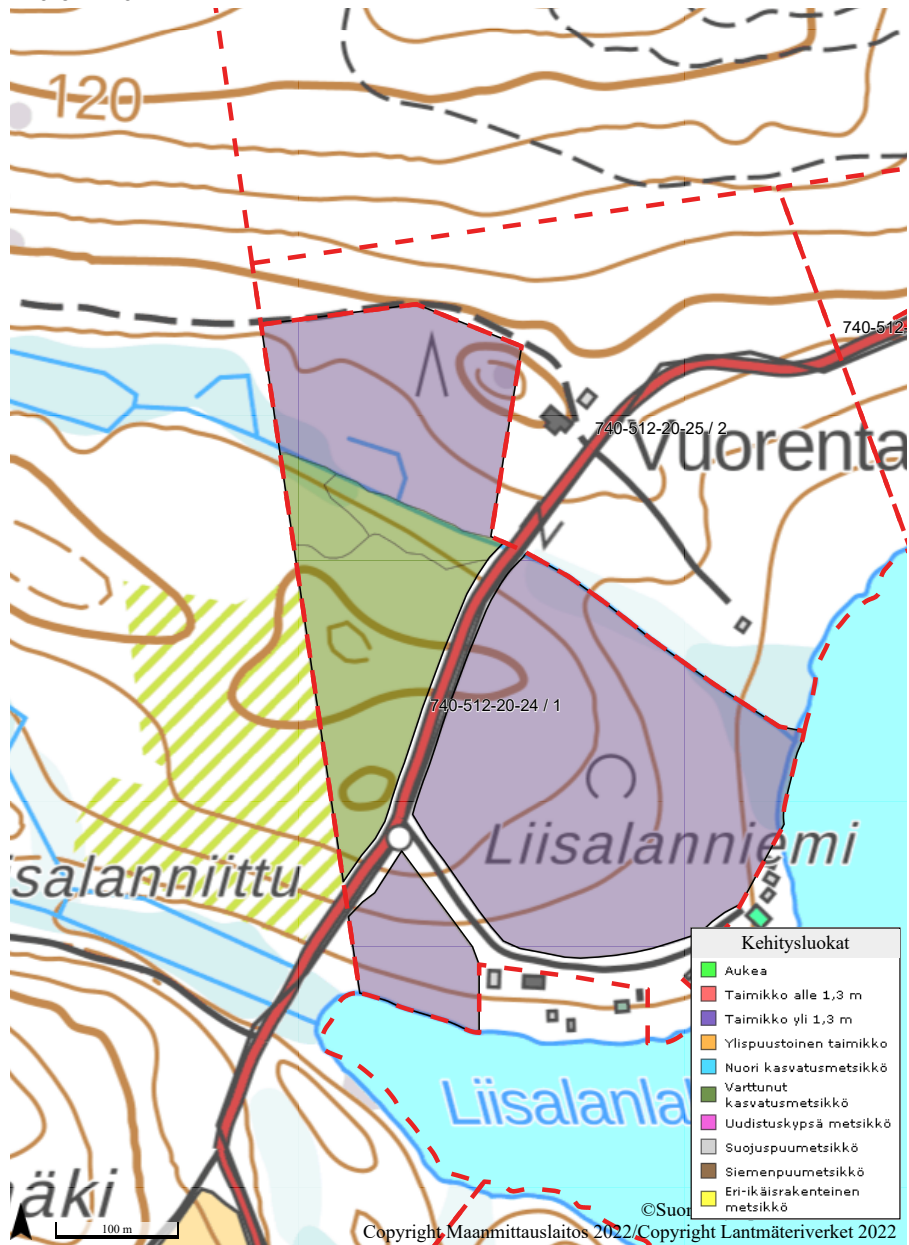 120
740-512-
740-512-20-25 / 2
Vuorenta
740-512-20-24 / 1
Liisalanniemi
salanniittu
Liisalanla
äki
100 m
Kehitysluokat
Aukea
Taimikko alle 1,3 m
Taimikko yli 1,3 m
Ylispuustoinen taimikko
Nuori kasvatusmetsikkö
Varttunut
kasvatusmetsikkö
Uudistuskypsä metsikkö
Suojuspuumetsikkö
Siemenpuumetsikkö
Eri-ikäisrakenteinen
metsikkö
©Suor
Copyright Maanmittauslaitos 2022/Copyright Lantmäteriverket 2022